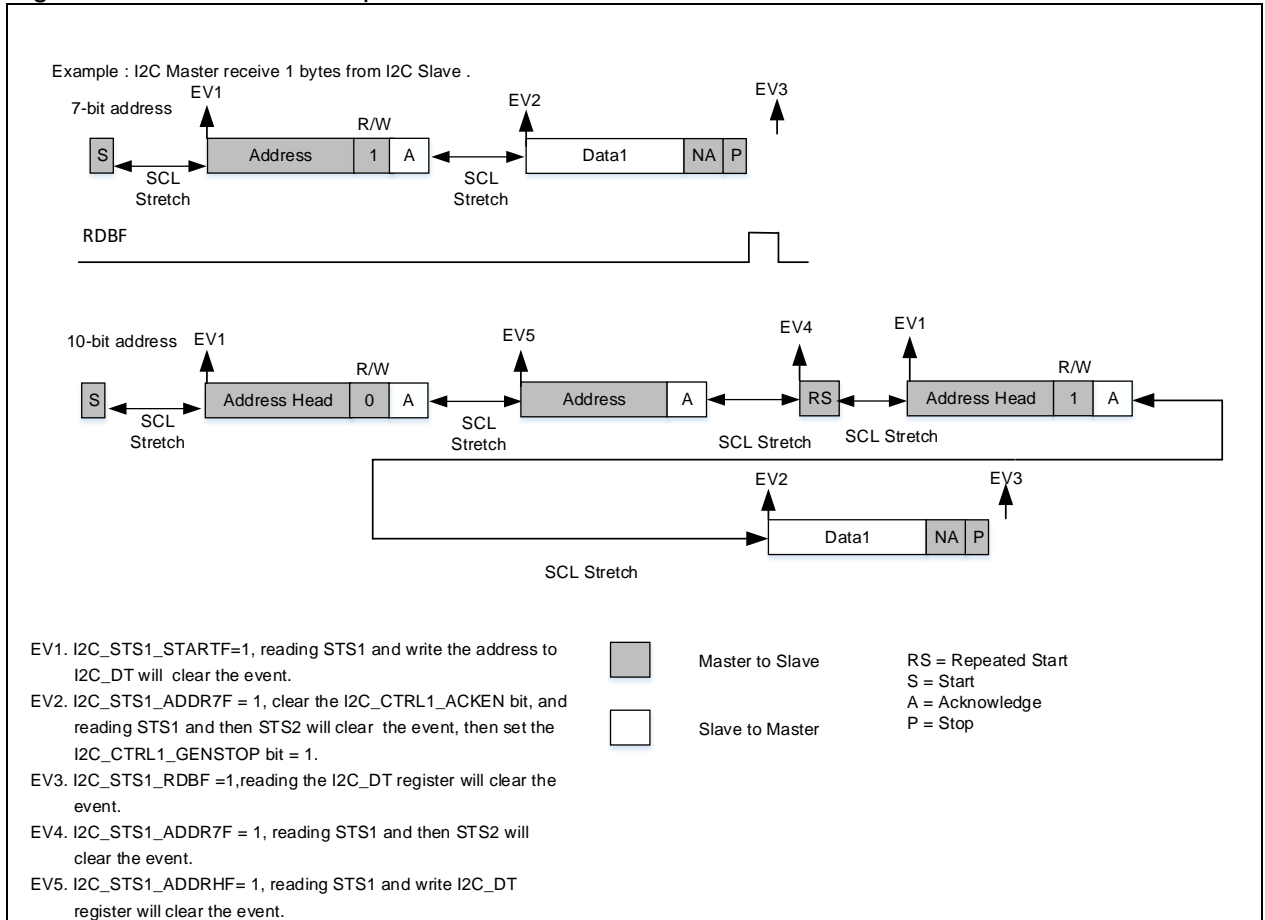 Example : I2C Master receive 1 bytes from I2C Slave .
7-bit address
EV1
EV2
EV3
R/W
S
Address
1
A
Data1
NA
P
SCL
Stretch
SCL
Stretch
RDBF
10-bit address
EV1
EV5
EV4
EV1
R/W
R/W
S
Address Head
0
A
Address
A
RS
Address Head
1
A
SCL
Stretch
SCL
Stretch
SCL Stretch
SCL Stretch
EV2
EV3
Data1
NA
P
SCL Stretch
EV1. I2C_STS1_STARTF=1, reading STS1 and write the address to
I2C_DT will clear the event.
EV2. I2C_STS1_ADDR7F = 1, clear the I2C_CTRL1_ACKEN bit, and
reading STS1 and then STS2 will clear the event, then set the
I2C_CTRL1_GENSTOP bit = 1.
EV3. I2C_STS1_RDBF =1,reading the I2C_DT register will clear the
event.
EV4. I2C_STS1_ADDR7F = 1, reading STS1 and then STS2 will
clear the event.
EV5. I2C_STS1_ADDRHF= 1, reading STS1 and write I2C_DT
register will clear the event.
Master to Slave
Slave to Master
RS = Repeated Start
S = Start
A = Acknowledge
P = Stop